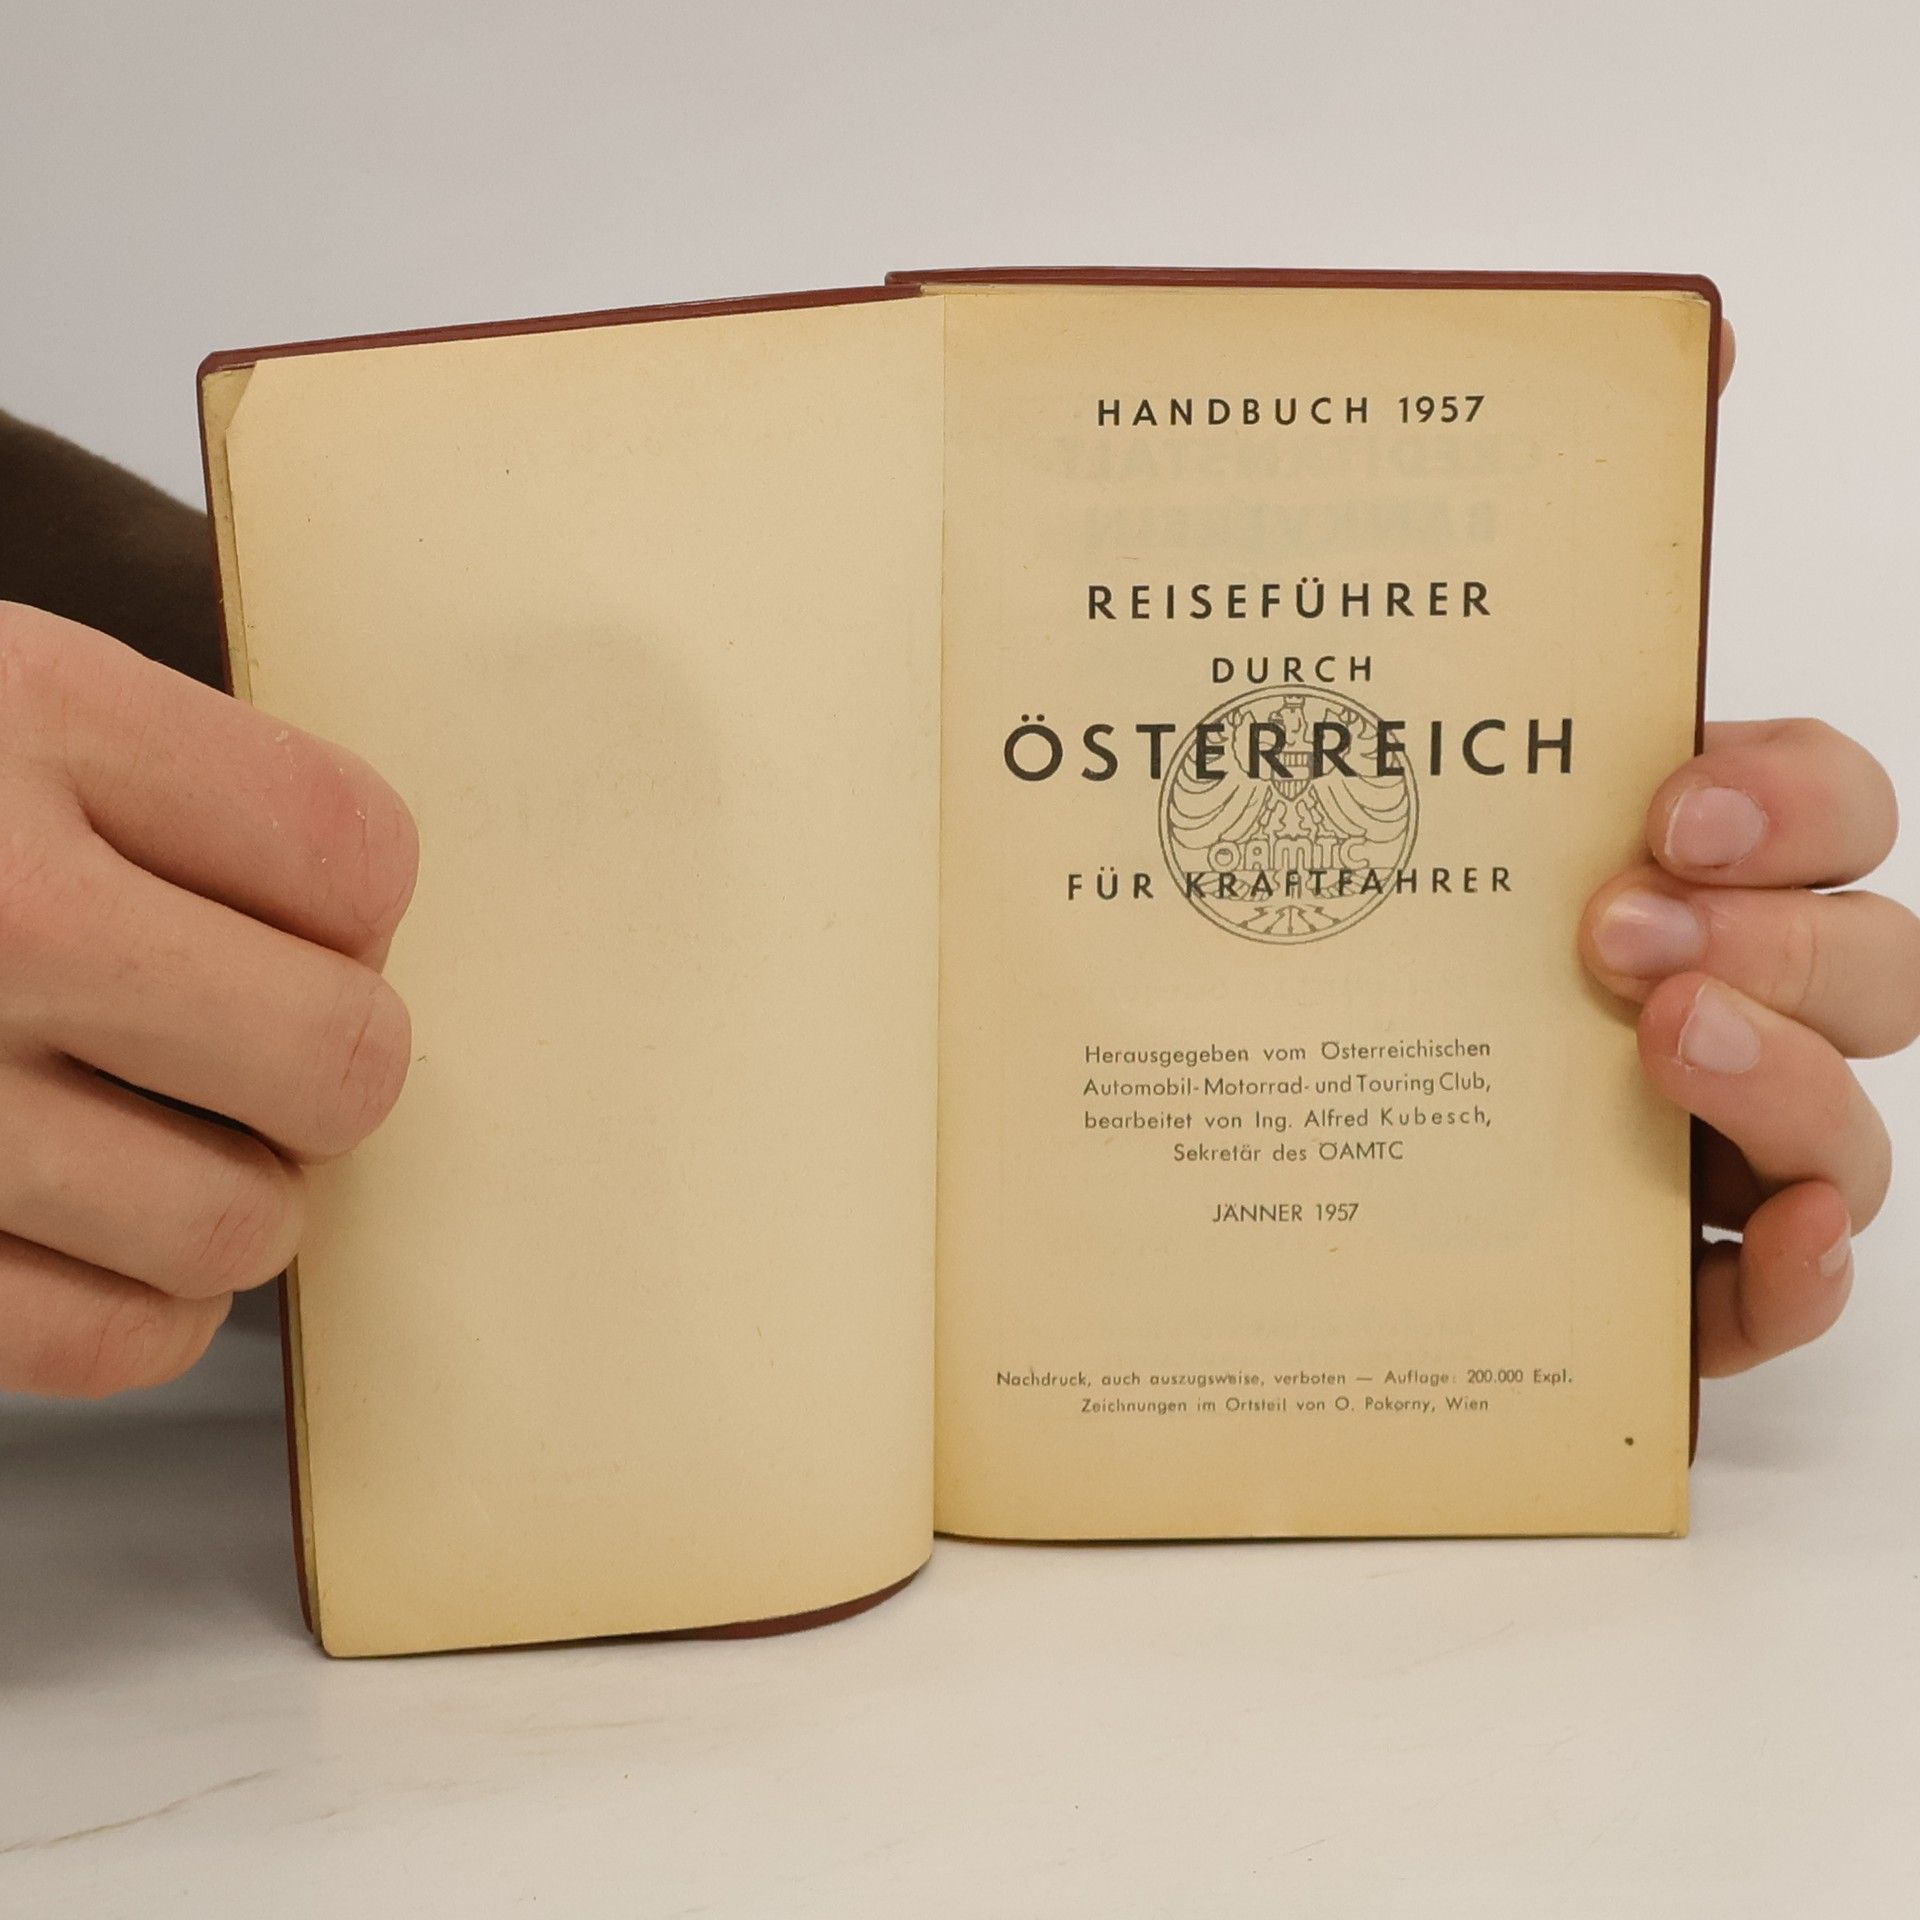 HANDBUCH 1957
REISEFÜHRER
DURCH
ÖSTERREICH
ÖAMTC
FÜR KRAFTFAHRER
Herausgegeben vom Österreichischen
Automobil- Motorrad- und Touring Club,
bearbeitet von Ing. Alfred Kubesch,
Sekretär des ÖAMTC
JÄNNER 1957
Nachdruck, auch auszugsweise, verboten — Auflage: 200.000 Expl.
Zeichnungen im Ortsteil von O. Pokorny, Wien